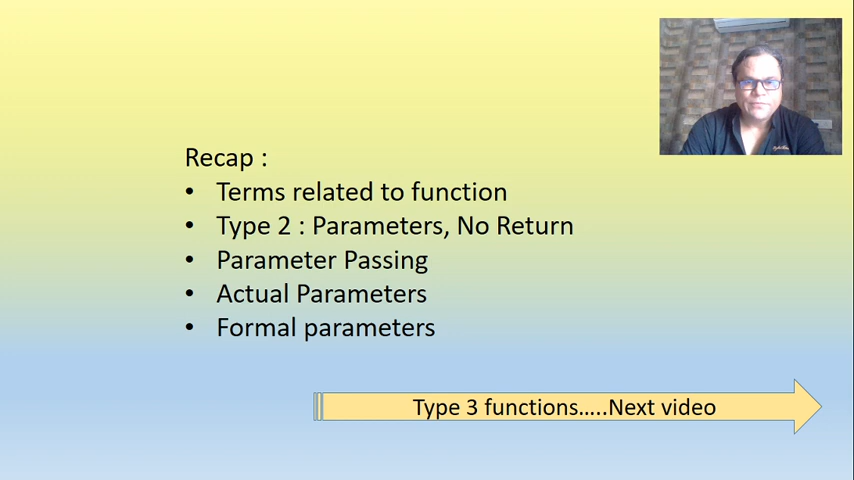 Recap :
• Terms related to function
• Type 2 : Parameters, No Return
• Parameter Passing
• Actual Parameters
• Formal parameters
Type 3 functions.....Next video